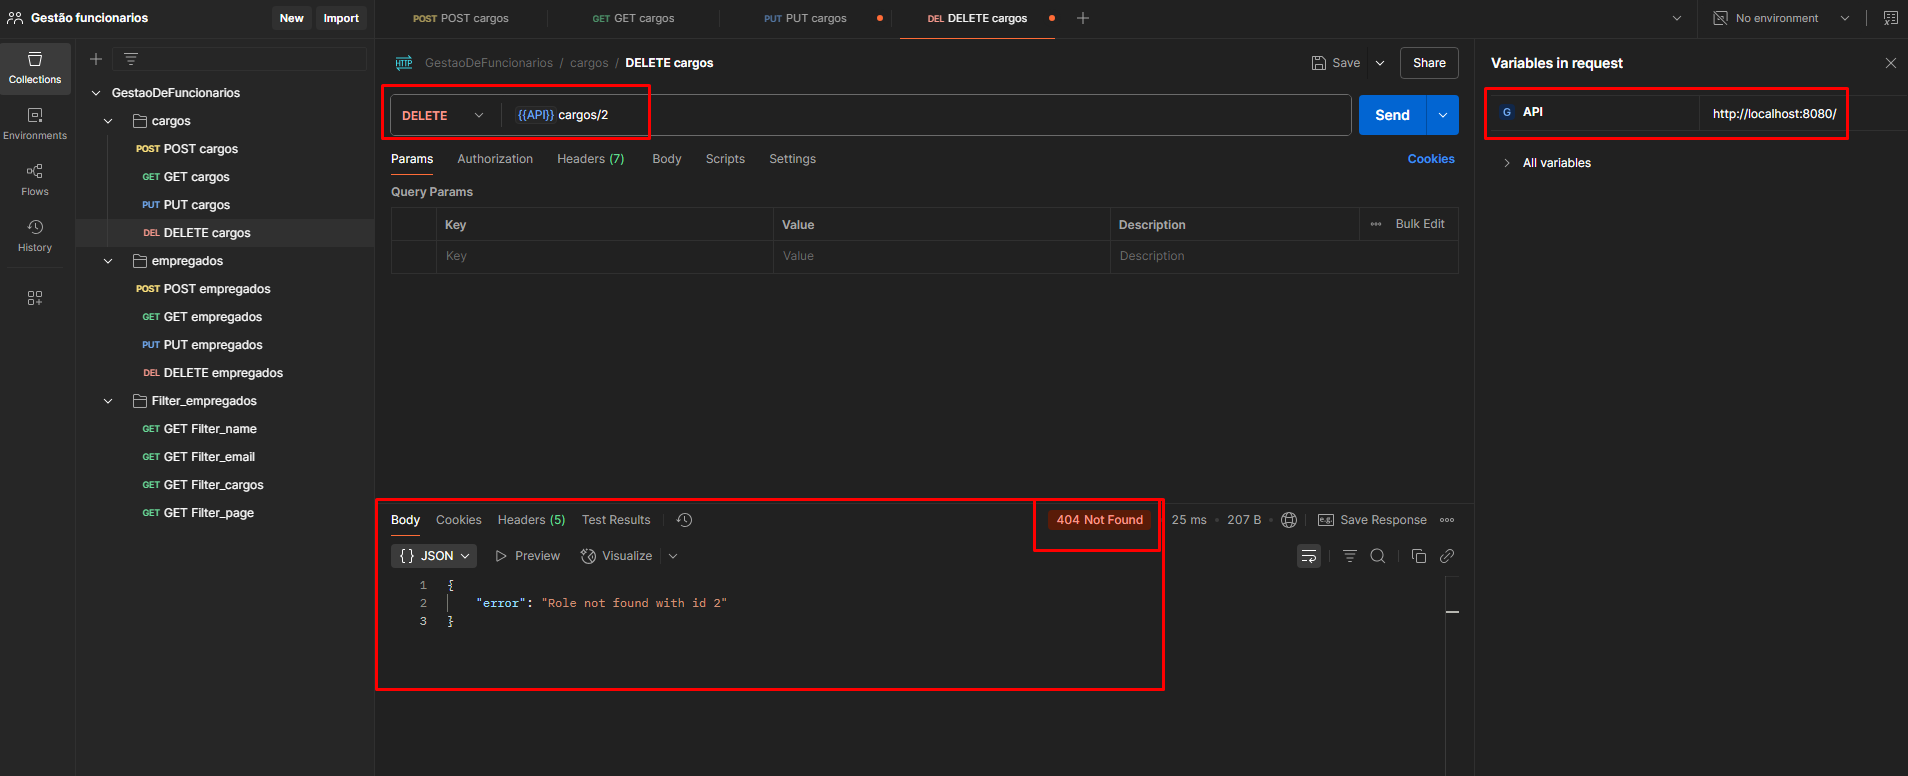 Gestão funcionarios
New
Import
POST POST cargos
GET GET cargos
PUT PUT cargos
DEL DELETE cargos
No environment
Collections
Environments
Flows
History
GestaoDeFuncionarios
cargos
POST POST cargos
GET GET cargos
PUT PUT cargos
DEL DELETE cargos
empregados
POST POST empregados
GET GET empregados
PUT PUT empregados
DEL DELETE empregados
Filter_empregados
GET GET Filter_name
GET GET Filter_email
GET GET Filter_cargos
GET GET Filter_page
HTTP GestaoDeFuncionarios / cargos / DELETE cargos
Save
Share
DELETE {{API}} cargos/2
Send
Params Authorization Headers (7) Body Scripts Settings Cookies
Query Params
Key Value Description Bulk Edit
Key Value Description
Body Cookies Headers (5) Test Results 404 Not Found 25 ms 207 B e.g. Save Response
{} JSON Preview Visualize
1 {
2 "error": "Role not found with id 2"
3 }
Variables in request
G API http://localhost:8080/
All variables